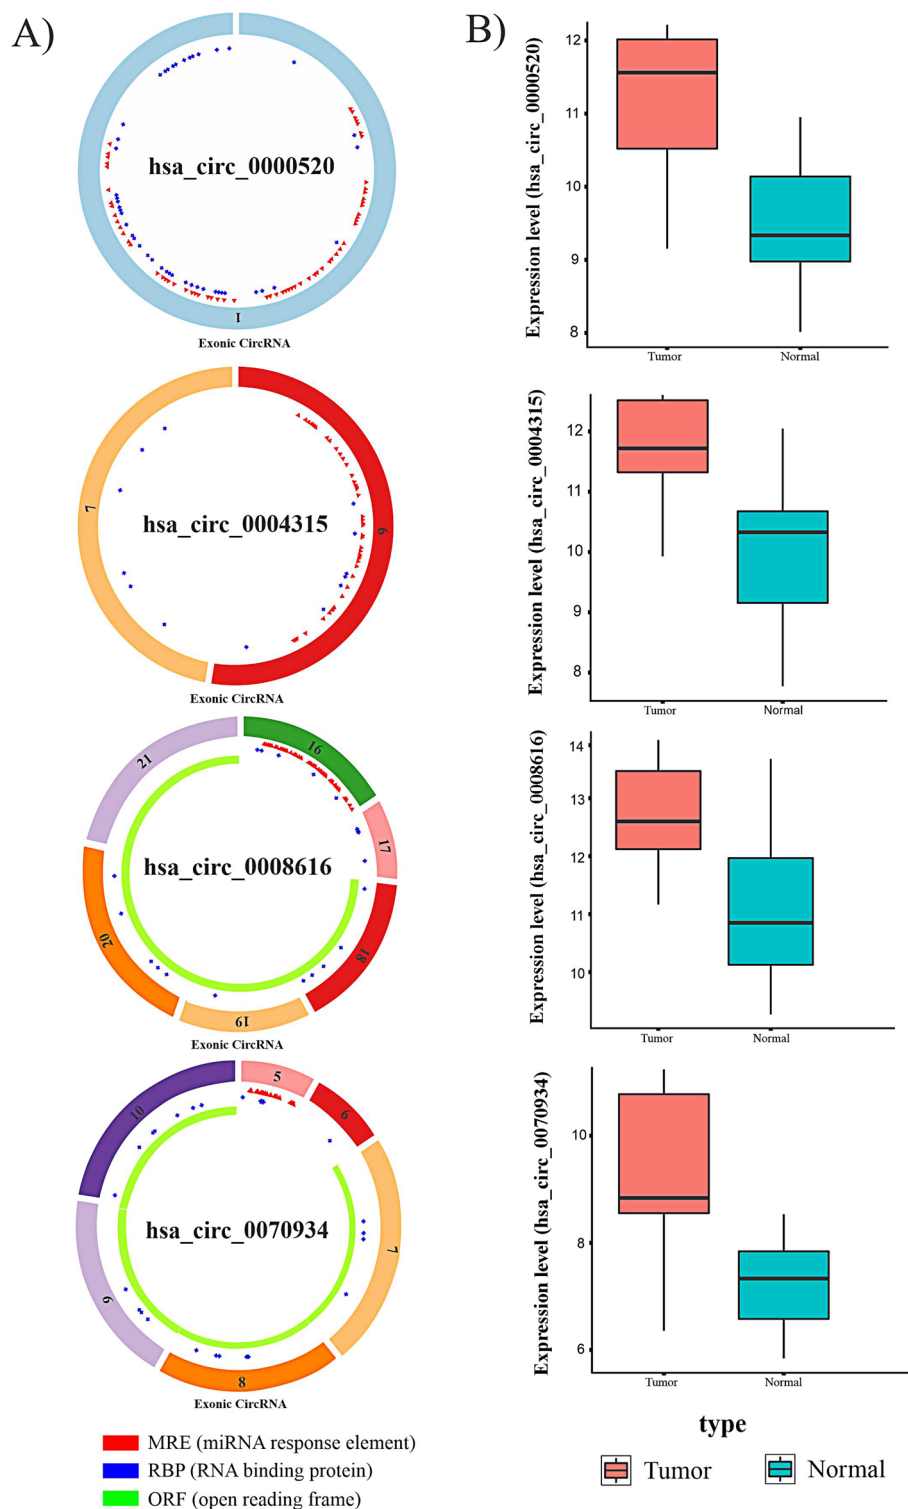 A)
B)
hsa_circ_0000520
1
Exonic CircRNA
Expression level (hsa_circ_0000520)
12
11
10
9
8
Tumor
Normal
hsa_circ_0004315
7
6
Exonic CircRNA
Expression level (hsa_circ_0004315)
12
11
10
9
8
Tumor
Normal
hsa_circ_0008616
21
16
17
18
19
20
Exonic CircRNA
Expression level (hsa_circ_0008616)
14
13
12
11
10
Tumor
Normal
hsa_circ_0070934
10
5
6
7
8
9
Exonic CircRNA
Expression level (hsa_circ_0070934)
10
8
6
Tumor
Normal
MRE (miRNA response element)
RBP (RNA binding protein)
ORF (open reading frame)
type
Tumor
Normal